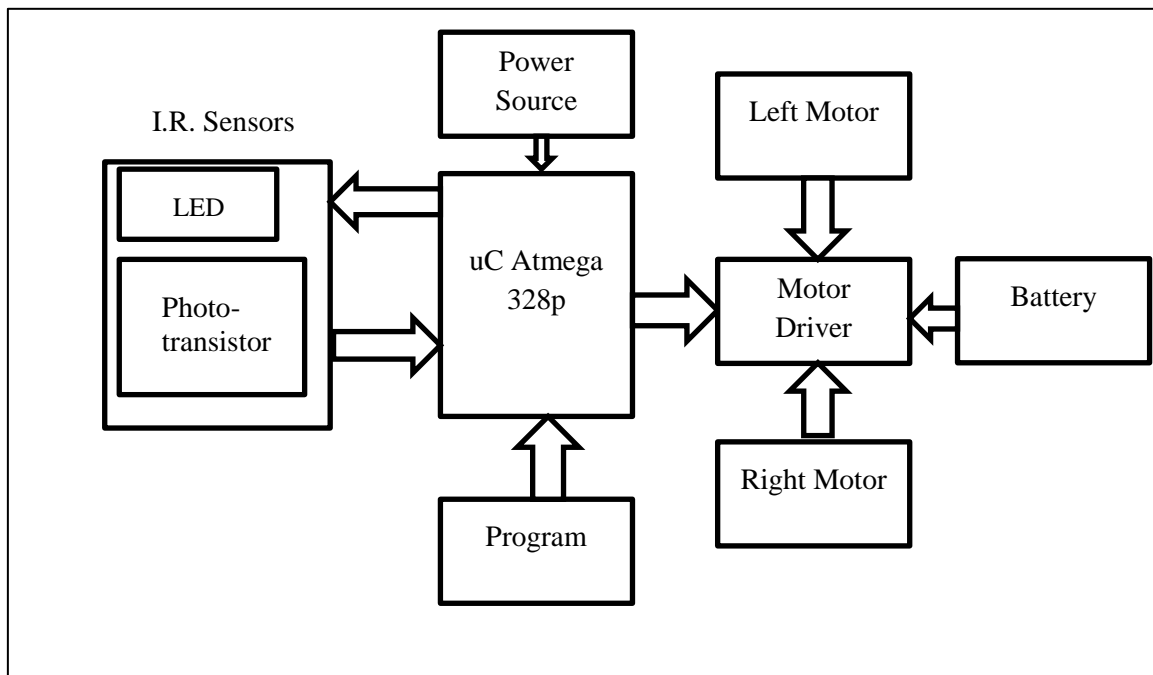 Power
Source
Left Motor
I.R. Sensors
LED
uC Atmega
328p
Photo-
transistor
Motor
Driver
Battery
Right Motor
Program